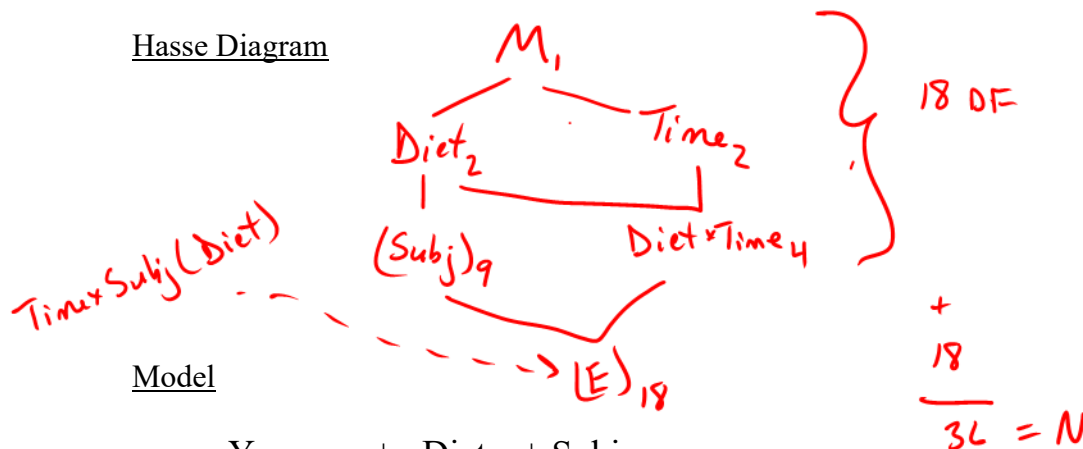 Hasse Diagram
M1
18 DF
Diet2
Time2
(Subj)9
Diet*Time4
Time*Subj(Diet)
+
18
Model
(E)18
36 = N